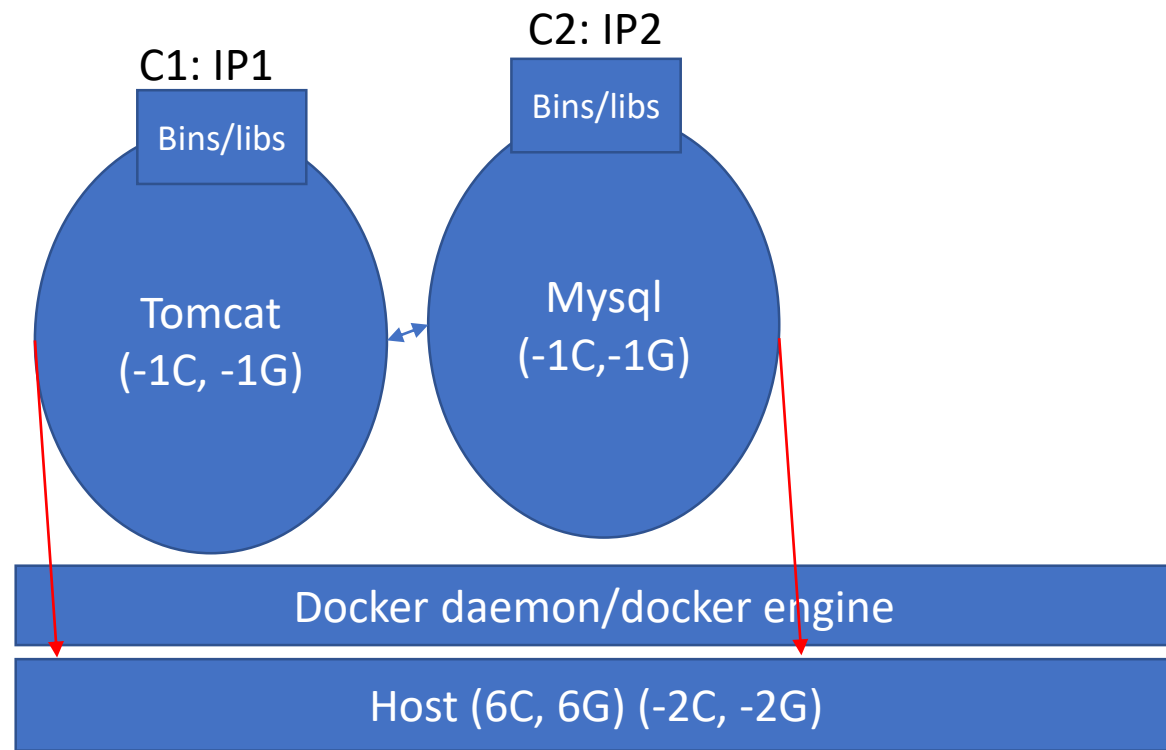 C1: IP1
C2: IP2
Bins/libs
Bins/libs
Tomcat
(-1C, -1G)
Mysql
(-1C,-1G)
Docker daemon/docker engine
Host (6C, 6G) (-2C, -2G)